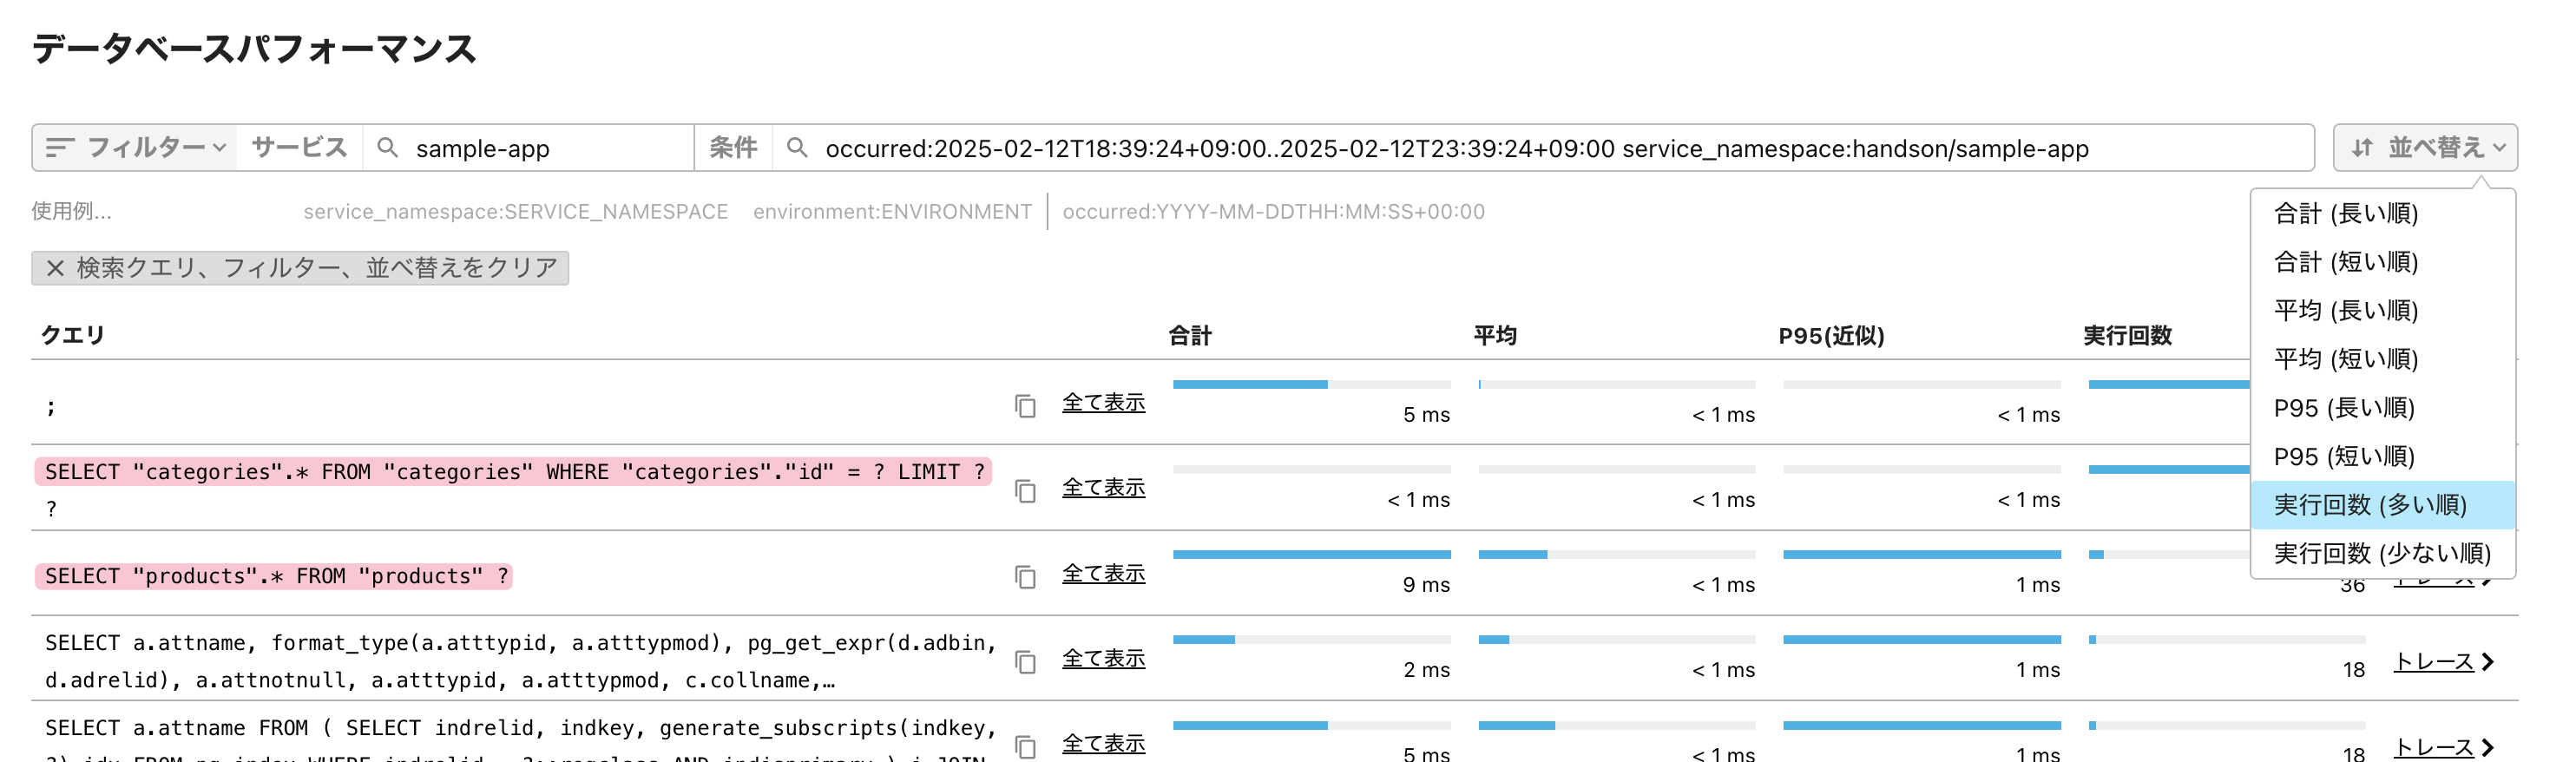 データベースパフォーマンス
フィルター サービス sample-app 条件 occurred:2025-02-12T18:39:24+09:00..2025-02-12T23:39:24+09:00 service_namespace:handson/sample-app 並べ替え
使用例... service_namespace:SERVICE_NAMESPACE environment:ENVIRONMENT occurred:YYYY-MM-DDTHH:MM:SS+00:00
検索クエリ、フィルター、並べ替えをクリア
合計 (長い順)
合計 (短い順)
平均 (長い順)
平均 (短い順)
P95 (長い順)
P95 (短い順)
実行回数 (多い順)
実行回数 (少ない順)
クエリ 合計 平均 P95(近似) 実行回数
; 全て表示 5 ms < 1 ms < 1 ms
SELECT "categories".* FROM "categories" WHERE "categories"."id" = ? LIMIT ?
? 全て表示 < 1 ms < 1 ms < 1 ms
SELECT "products".* FROM "products" ? 全て表示 9 ms < 1 ms 1 ms 36 トレース
SELECT a.attname, format_type(a.atttypid, a.atttypmod), pg_get_expr(d.adbin,
d.adrelid), a.attnotnull, a.atttypid, a.atttypmod, c.collname,… 全て表示 2 ms < 1 ms 1 ms 18 トレース
SELECT a.attname FROM ( SELECT indrelid, indkey, generate_subscripts(indkey,
全て表示 5 ms < 1 ms 1 ms 18 トレース